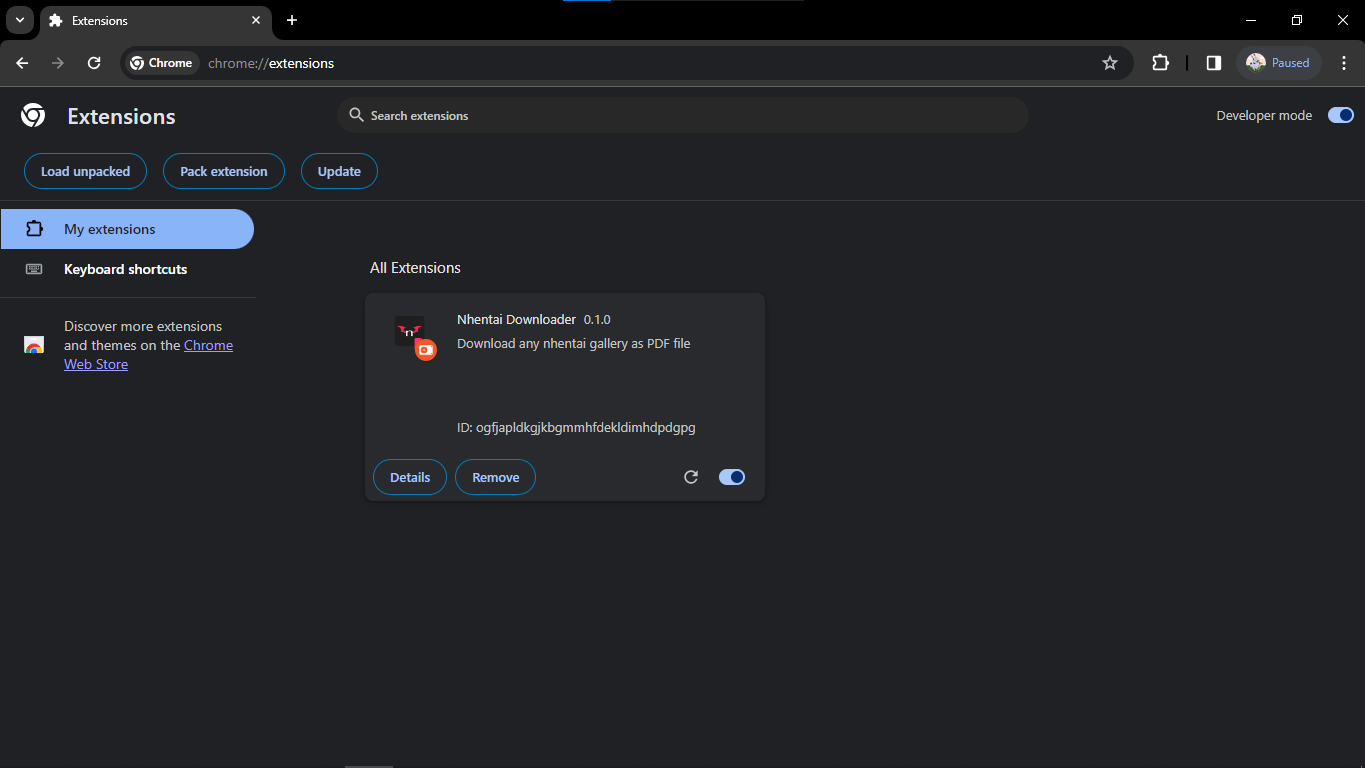 Extensions
Chrome
chrome://extensions
Paused
Extensions
Search extensions
Developer mode
Load unpacked
Pack extension
Update
My extensions
Keyboard shortcuts
Discover more extensions
and themes on the Chrome
Web Store
All Extensions
n
Nhentai Downloader 0.1.0
Download any nhentai gallery as PDF file
ID: ogfjapldkgjkbgmmhfdekldimhdpdgpg
Details
Remove